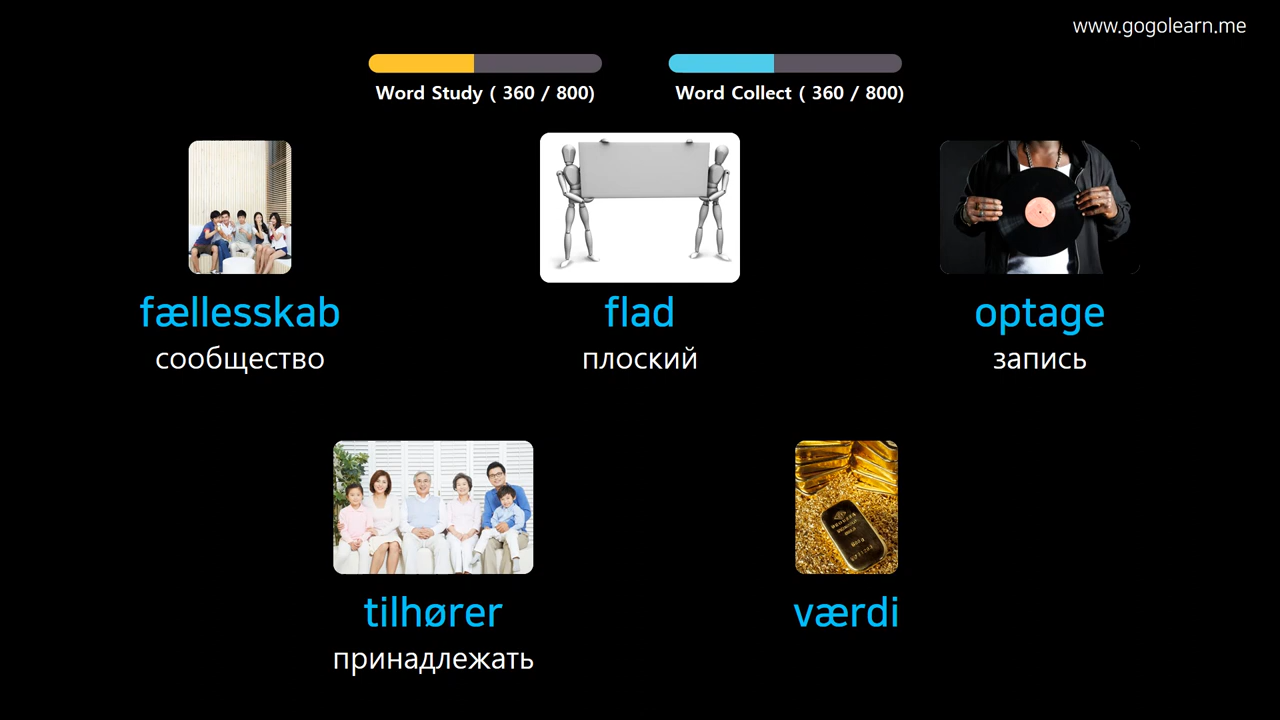 www.gogolearn.me
Word Study ( 360 / 800)
Word Collect ( 360 / 800)
fællesskab
сообщество
flad
плоский
optage
запись
tilhører
принадлежать
værdi